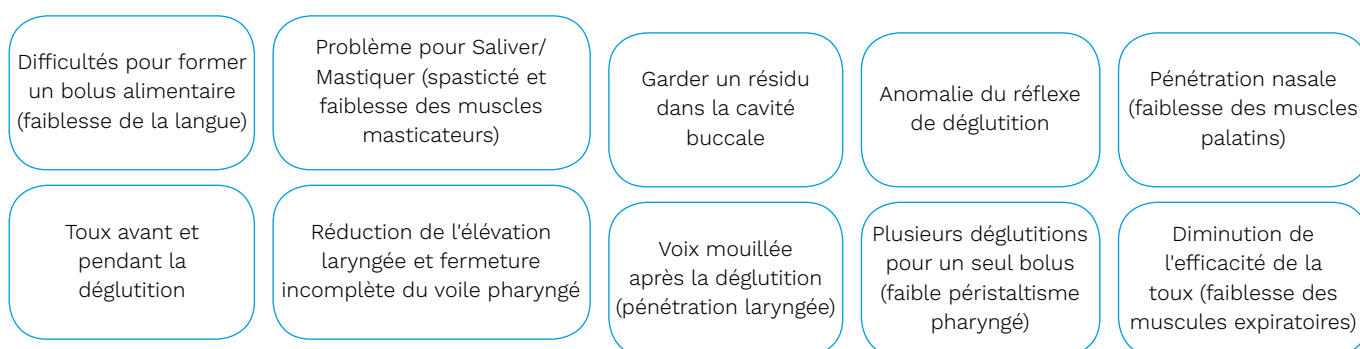 Difficultés pour former
un bolus alimentaire
(faiblesse de la langue)
Problème pour Saliver/
Mastiquer (spasticté et
faiblesse des muscles
masticateurs)
Garder un résidu
dans la cavité
buccale
Anomalie du réflexe
de déglutition
Pénétration nasale
(faiblesse des muscles
palatins)
Toux avant et
pendant la
déglutition
Réduction de l'élévation
laryngée et fermeture
incomplète du voile pharyngé
Voix mouillée
après la déglutition
(pénétration laryngée)
Plusieurs déglutitions
pour un seul bolus
(faible péristaltisme
pharyngé)
Diminution de
l'efficacité de la
toux (faiblesse des
muscules expiratoires)